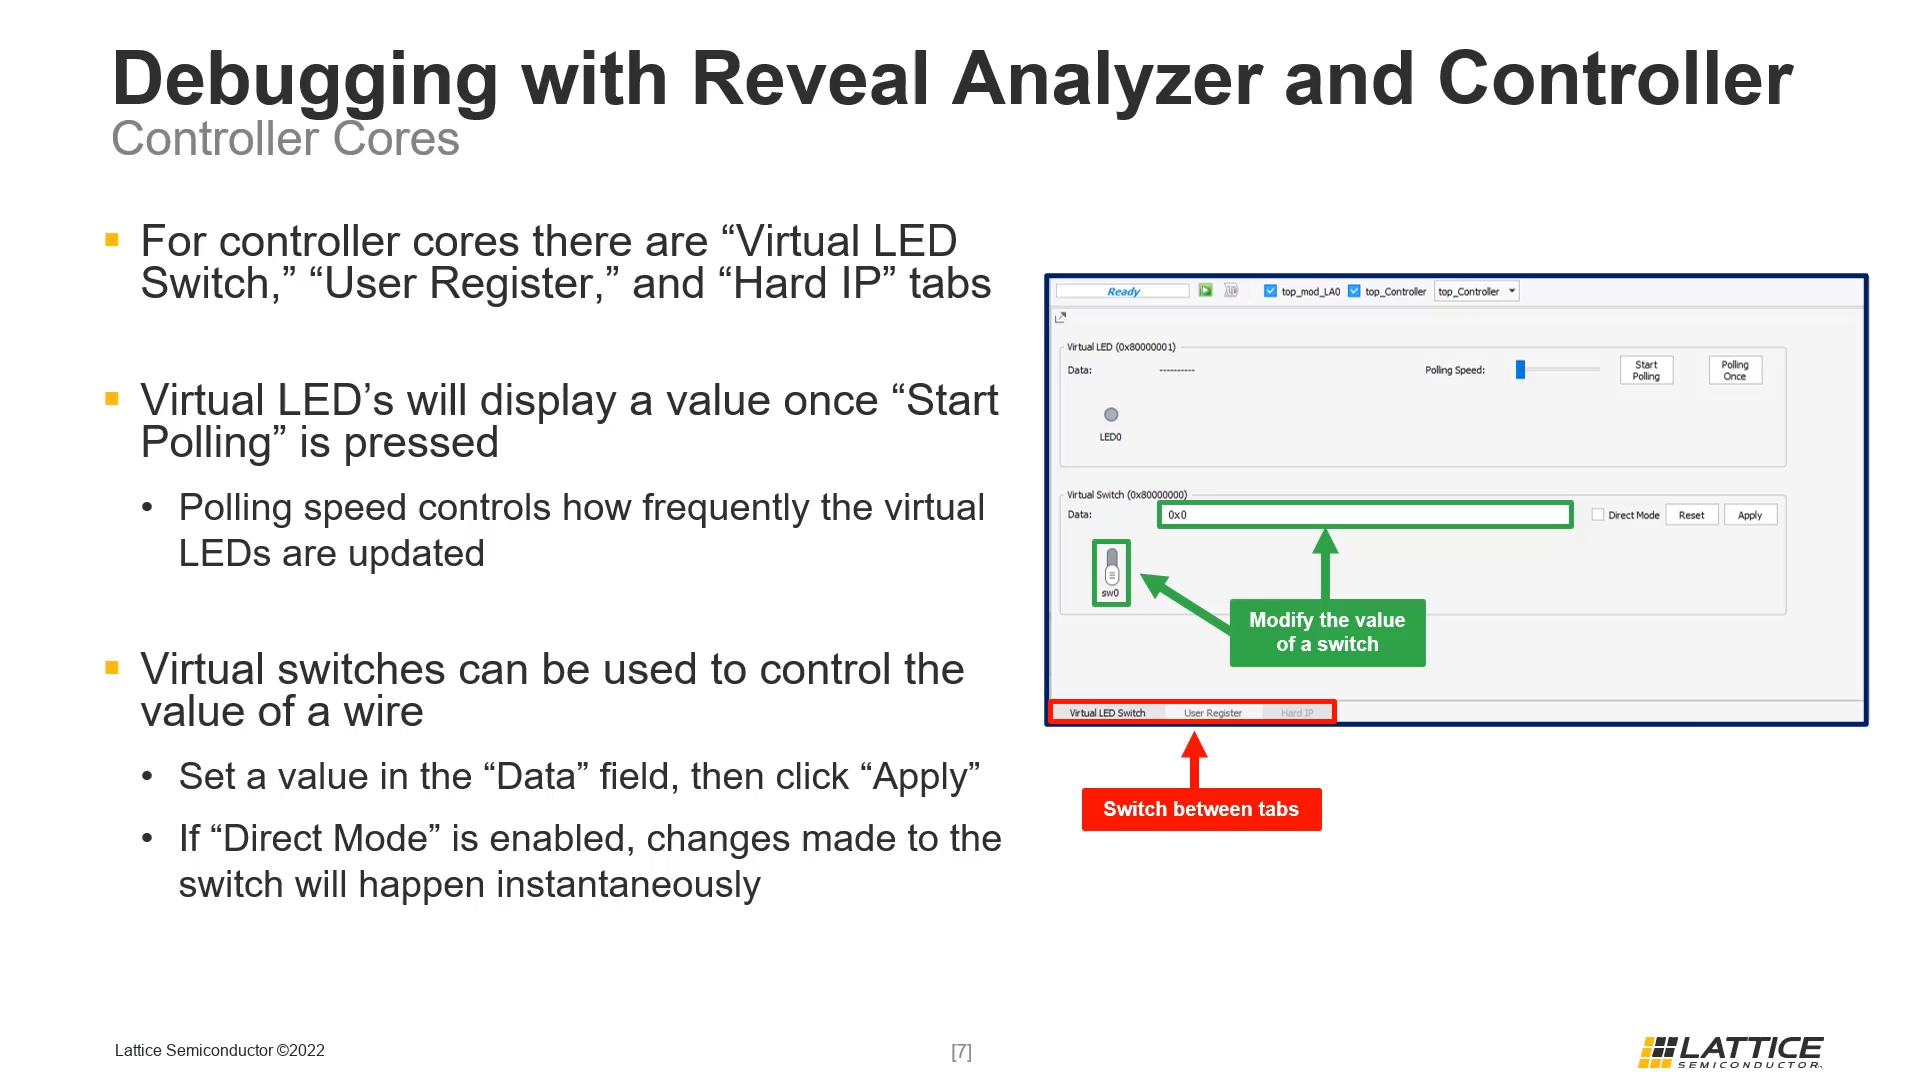 Debugging with Reveal Analyzer and Controller
Controller Cores
▪ For controller cores there are “Virtual LED
Switch,” “User Register,” and “Hard IP” tabs
▪ Virtual LED’s will display a value once “Start
Polling” is pressed
• Polling speed controls how frequently the virtual
LEDs are updated
▪ Virtual switches can be used to control the
value of a wire
• Set a value in the “Data” field, then click “Apply”
• If “Direct Mode” is enabled, changes made to the
switch will happen instantaneously
Ready top_mod_LA0 top_Controller top_Controller
Virtual LED (0x80000001)
Data: ---------- Polling Speed: Start Polling Polling Once
LED0
Virtual Switch (0x80000000)
Data: 0x0 Direct Mode Reset Apply
sw0
Modify the value
of a switch
Virtual LED Switch User Register Hard IP
Switch between tabs
Lattice Semiconductor ©2022
[7]
LATTICE
SEMICONDUCTOR